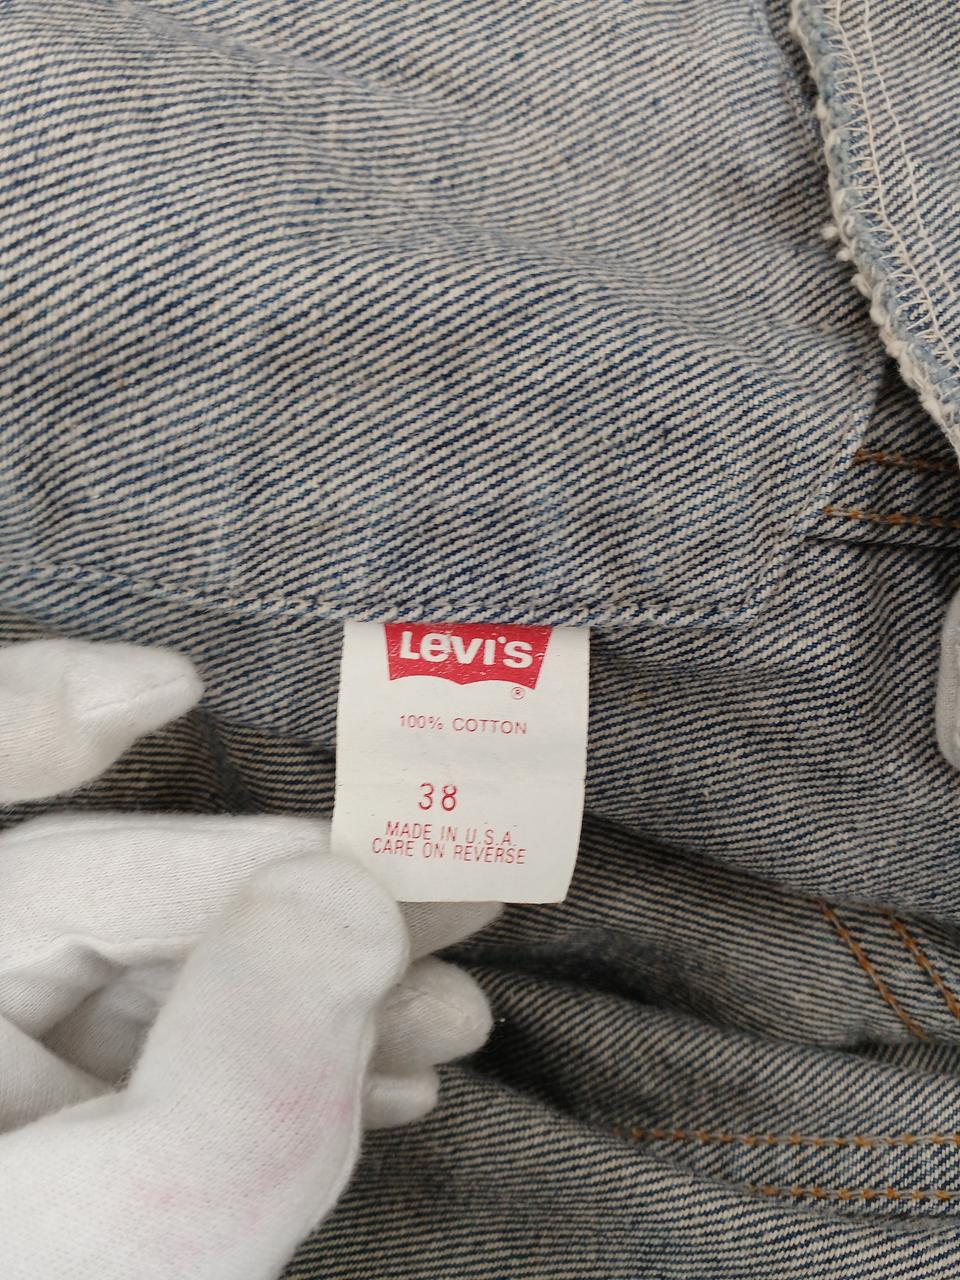 LEVI'S
®
100% COTTON
38
MADE IN U.S.A.
CARE ON REVERSE